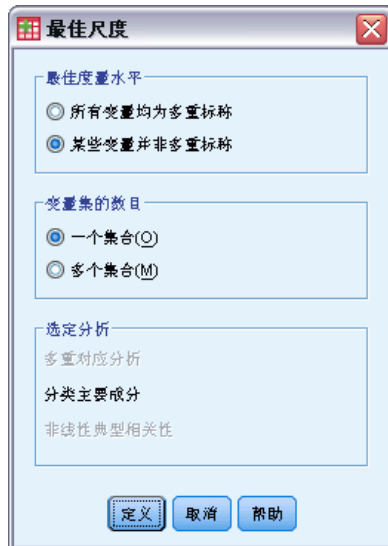 最佳尺度
最佳度量水平
所有变量均为多重标称
某些变量并非多重标称
变量集的数目
一个集合(O)
多个集合(M)
选定分析
多重对应分析
分类主要成分
非线性典型相关性
定义 取消 帮助